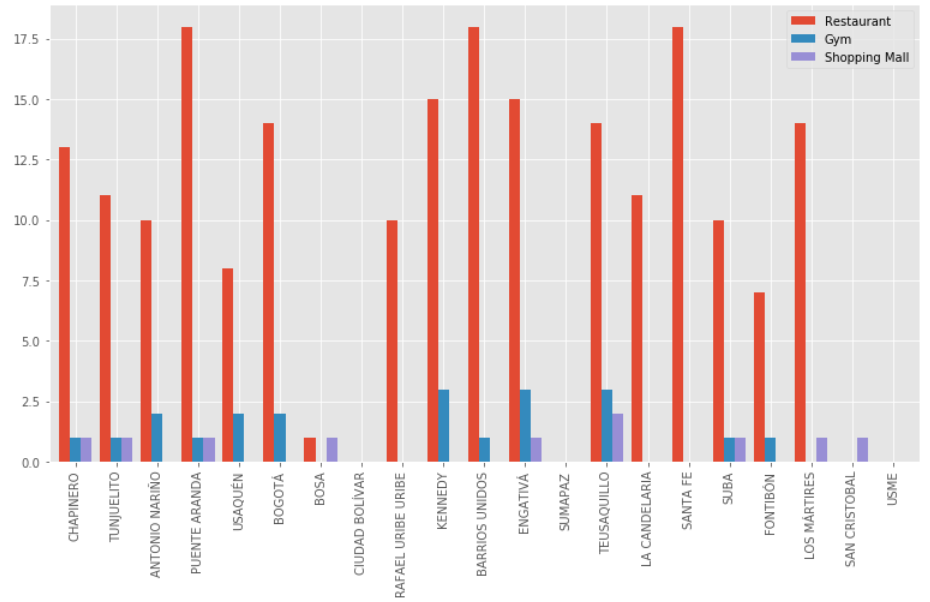 Restaurant
Gym
Shopping Mall
17.5
15.0
12.5
10.0
7.5
5.0
2.5
0.0
CHAPINERO
TUNJUELITO
ANTONIO NARIÑO
PUENTE ARANDA
USAQUÉN
BOGOTÁ
BOSA
CIUDAD BOLÍVAR
RAFAEL URIBE URIBE
KENNEDY
BARRIOS UNIDOS
ENGATIVÁ
SUMAPAZ
TEUSAQUILLO
LA CANDELARIA
SANTA FE
SUBA
FONTIBÓN
LOS MÁRTIRES
SAN CRISTOBAL
USME